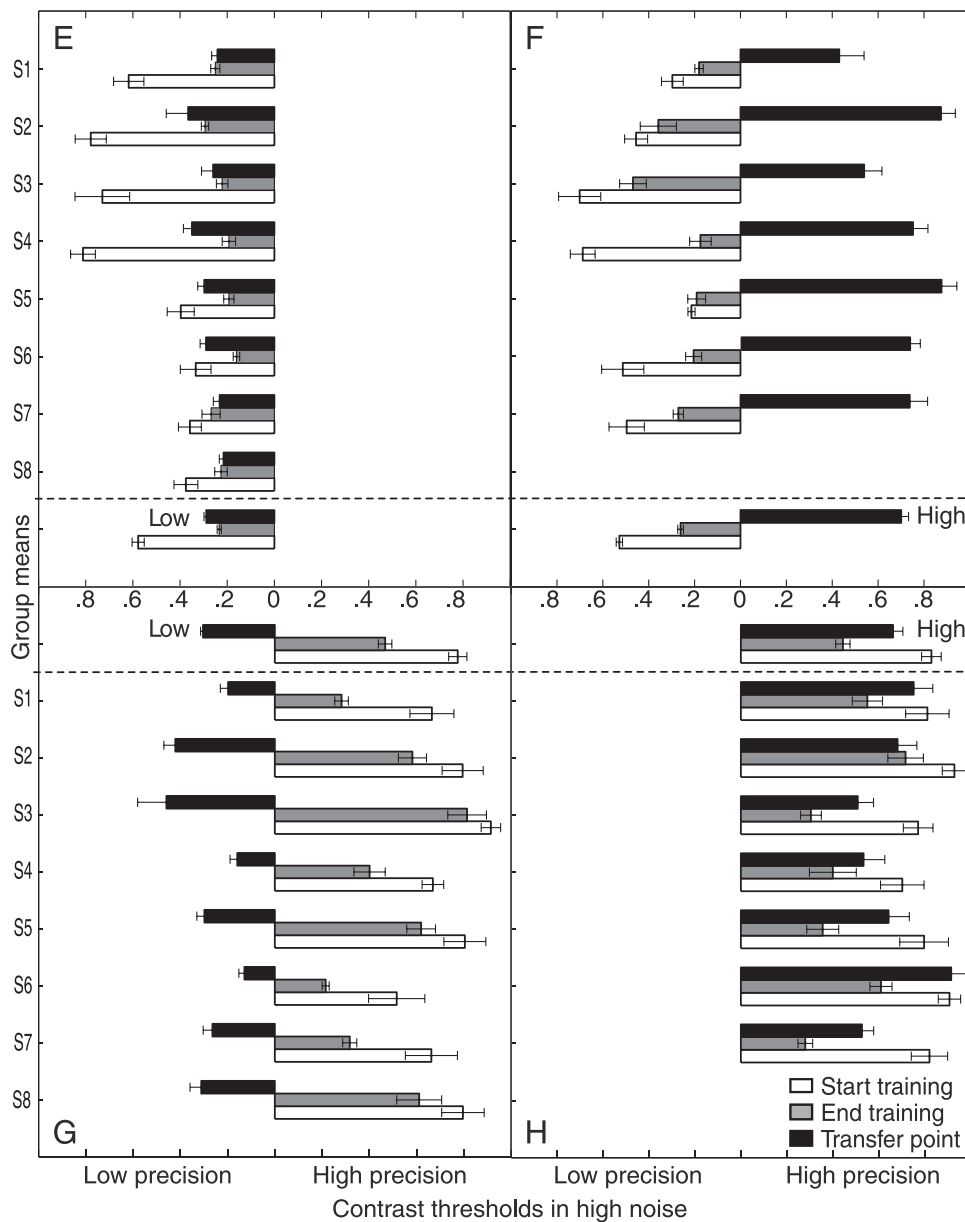 E
F
S1
S2
S3
S4
S5
S6
S7
S8
Low
High
Group means
.8 .6 .4 .2 0 .2 .4 .6 .8
.8 .6 .4 .2 0 .2 .4 .6 .8
Low
High
S1
S2
S3
S4
S5
S6
S7
S8
Start training
End training
Transfer point
G
H
Low precision High precision
Low precision High precision
Contrast thresholds in high noise